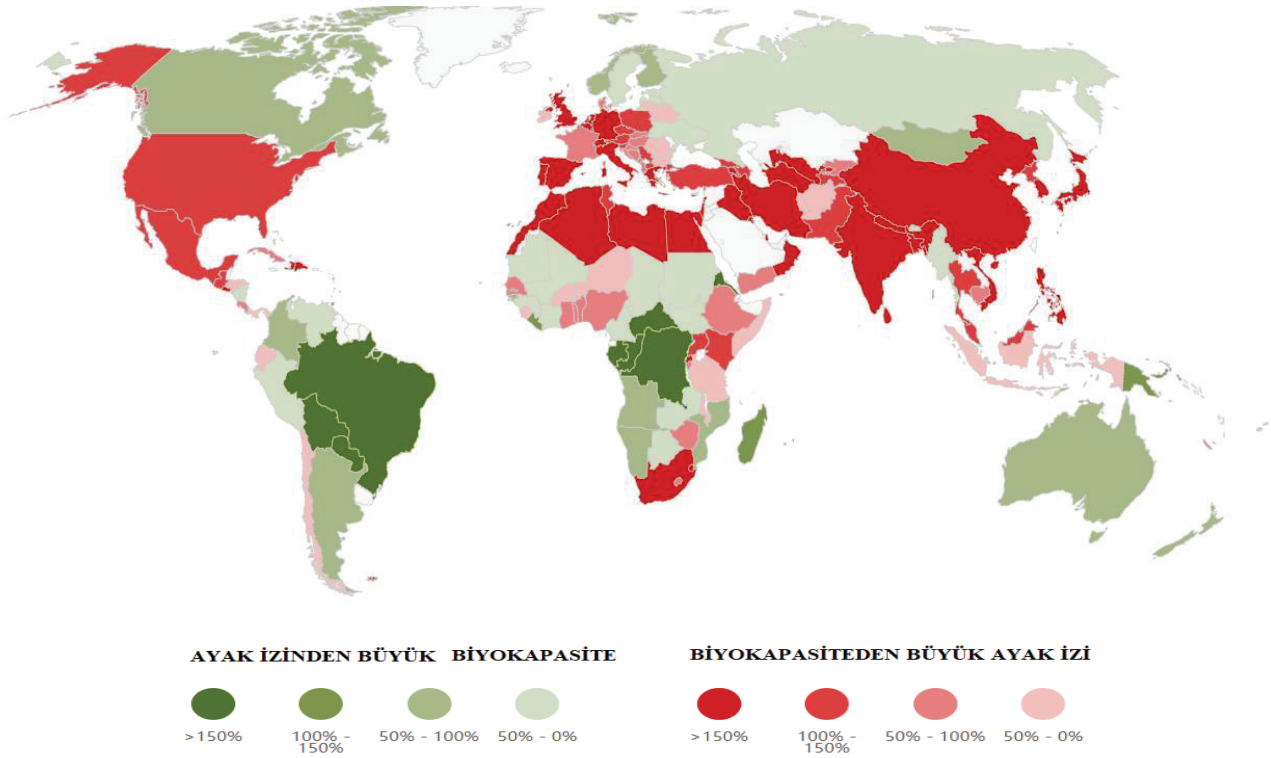 AYAK İZİNDEN BÜYÜK BİYOKAPASİTE
>150%
100% -
150%
50% - 100%
50% - 0%
BİYOKAPASİTEDEN BÜYÜK AYAK İZİ
>150%
100% -
150%
50% - 100%
50% - 0%